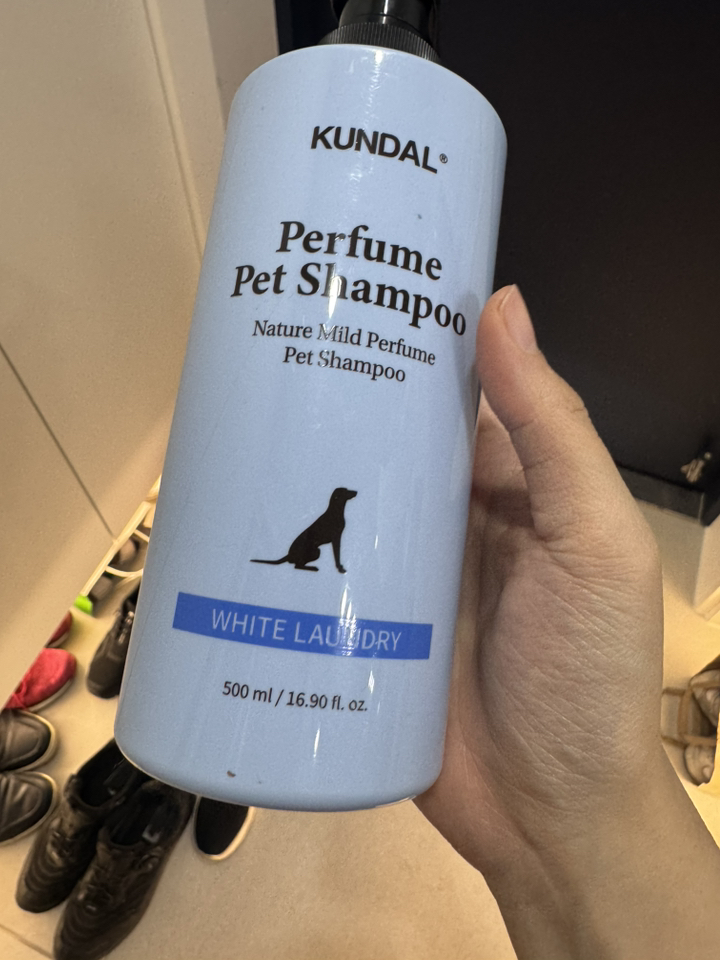 KUNDAL®
Perfume
Pet Shampoo
Nature Mild Perfume
Pet Shampoo
WHITE LAUNDRY
500 ml / 16.90 fl. oz.